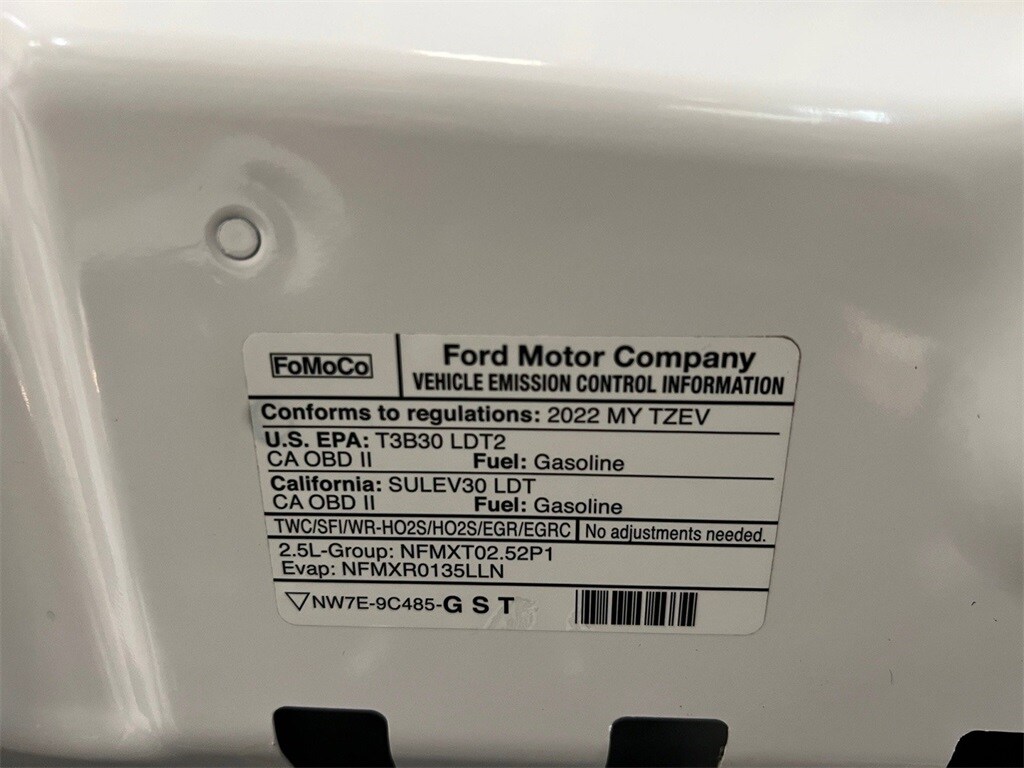 FoMoCo
Ford Motor Company
VEHICLE EMISSION CONTROL INFORMATION
Conforms to regulations: 2022 MY TZEV
U.S. EPA: T3B30 LDT2
CA OBD II Fuel: Gasoline
California: SULEV30 LDT
CA OBD II Fuel: Gasoline
TWC/SFI/WR-HO2S/HO2S/EGR/EGRC No adjustments needed.
2.5L-Group: NFMXT02.52P1
Evap: NFMXR0135LLN
NW7E-9C485-G S T